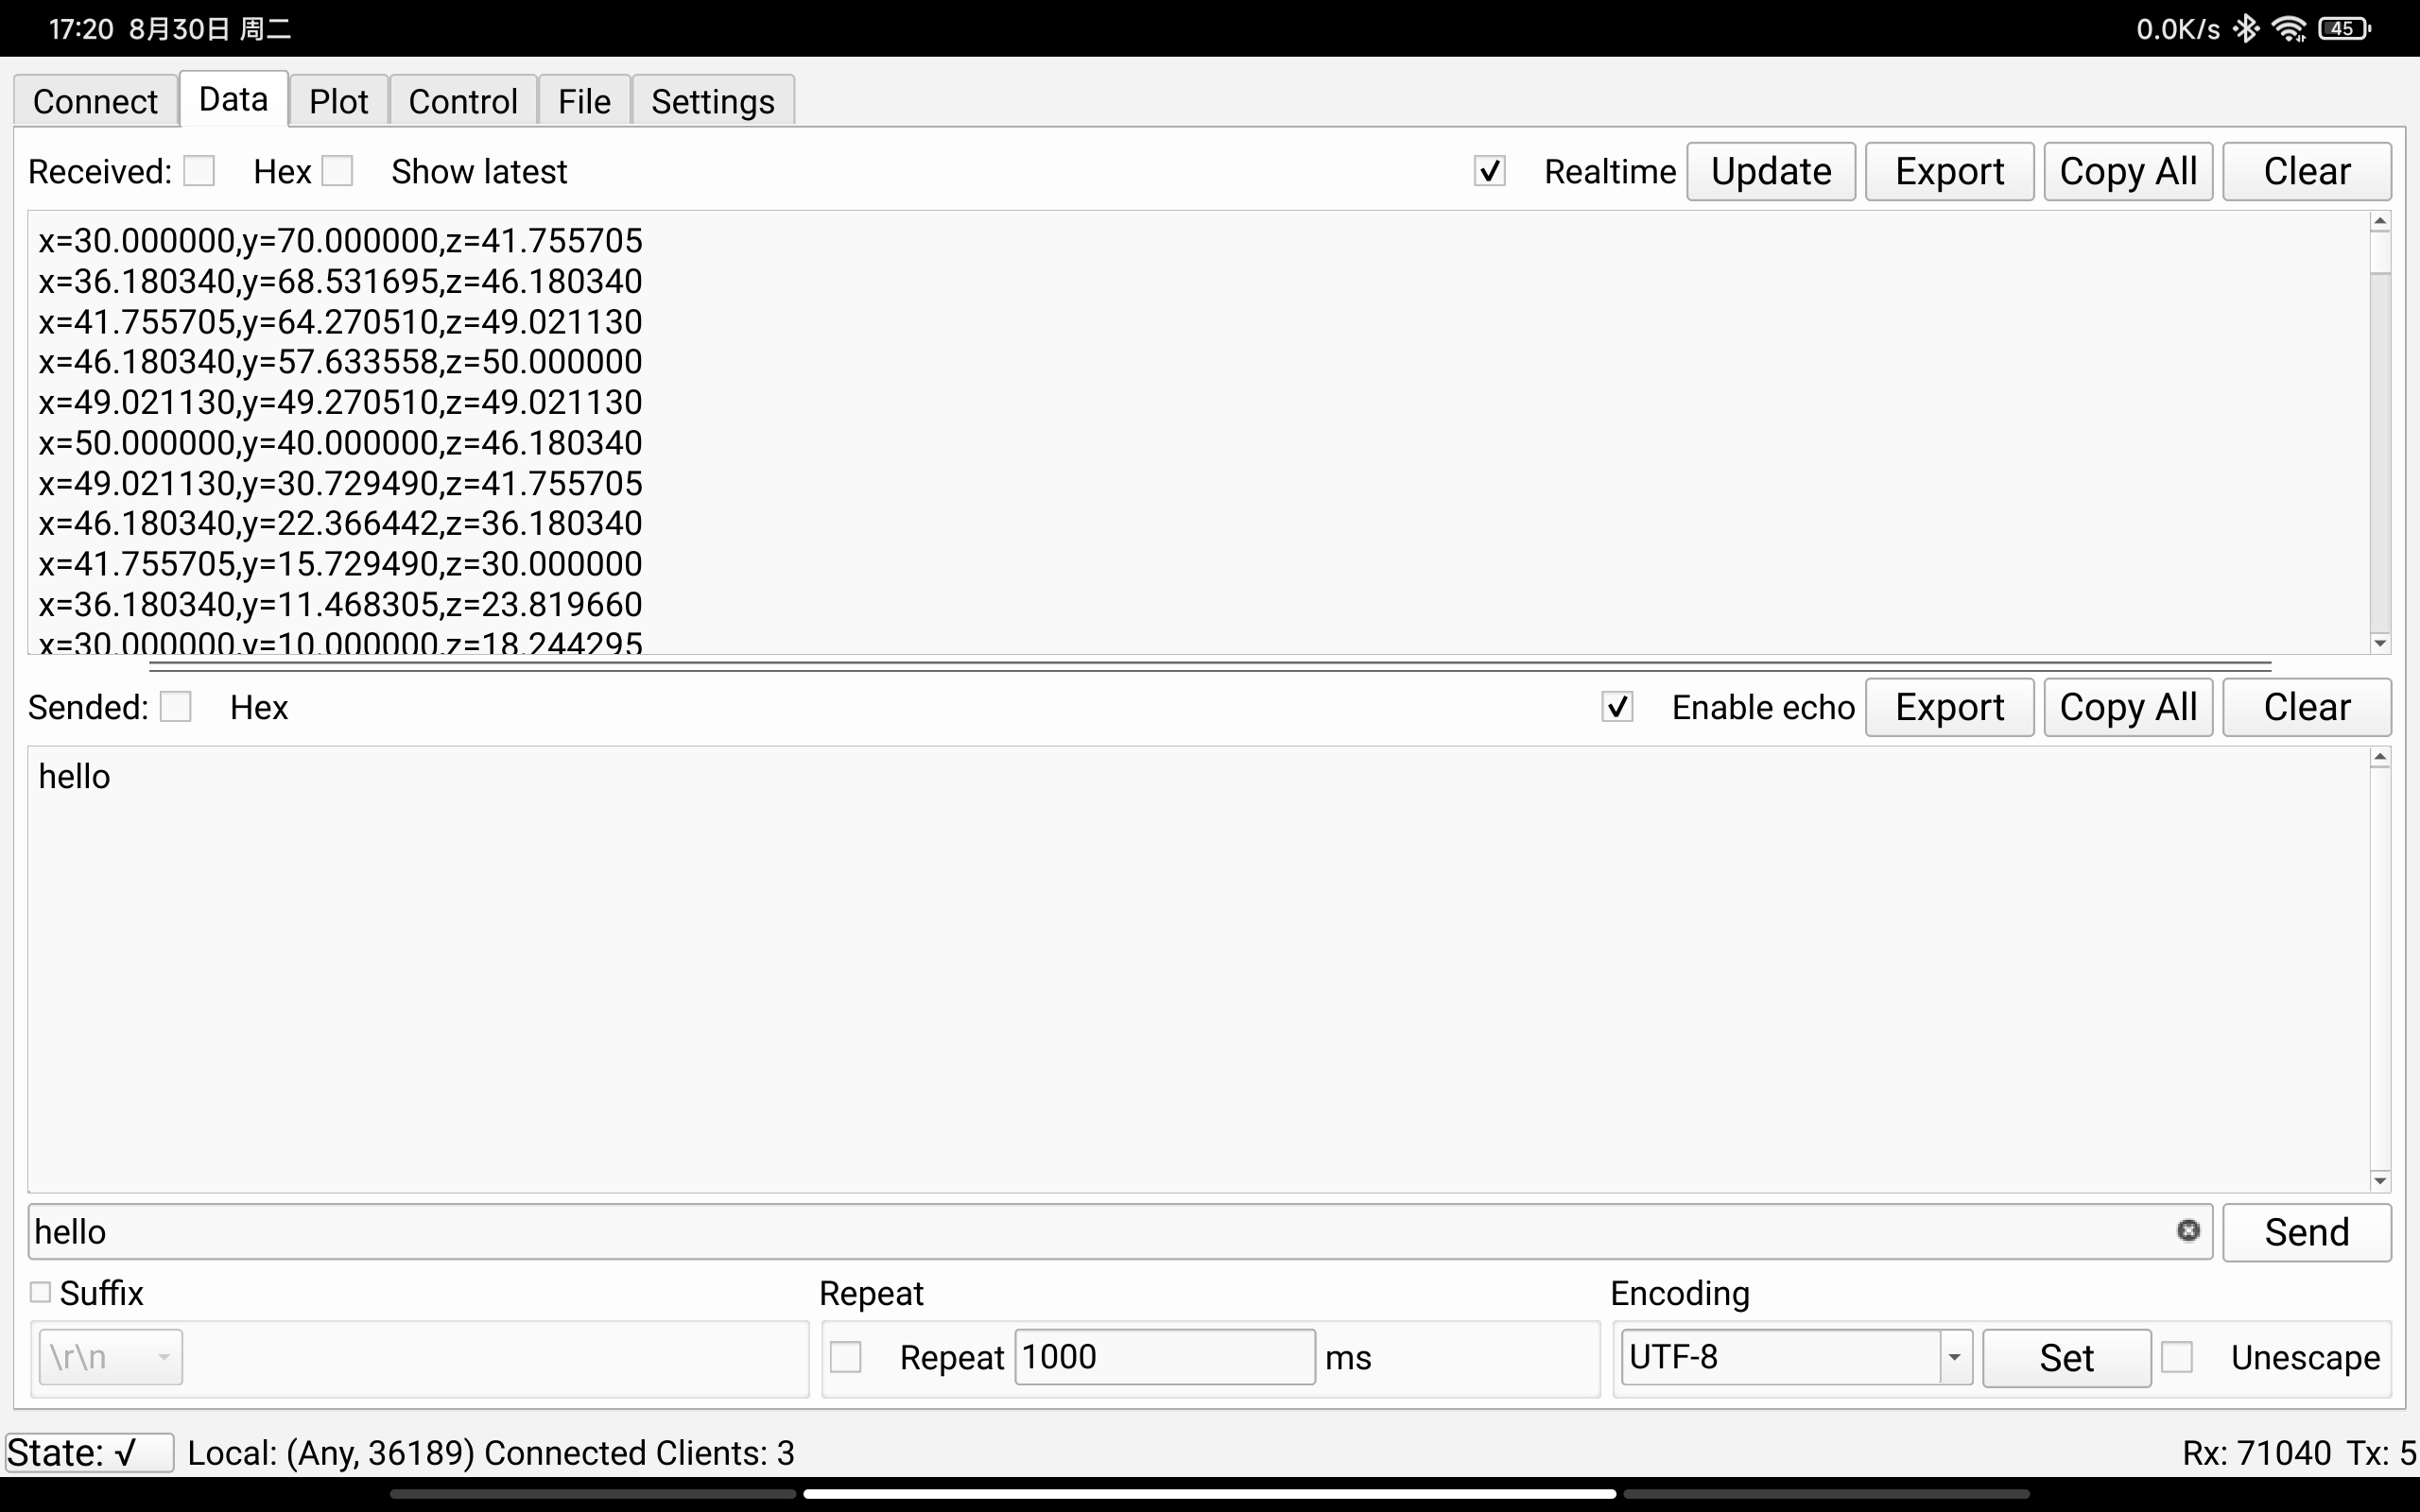 17:20 8月30日 周二 0.0K/s 45
Connect Data Plot Control File Settings
Received: Hex Show latest Realtime Update Export Copy All Clear
x=30.000000,y=70.000000,z=41.755705
x=36.180340,y=68.531695,z=46.180340
x=41.755705,y=64.270510,z=49.021130
x=46.180340,y=57.633558,z=50.000000
x=49.021130,y=49.270510,z=49.021130
x=50.000000,y=40.000000,z=46.180340
x=49.021130,y=30.729490,z=41.755705
x=46.180340,y=22.366442,z=36.180340
x=41.755705,y=15.729490,z=30.000000
x=36.180340,y=11.468305,z=23.819660
x=30.000000,y=10.000000,z=18.244295
Sended: Hex Enable echo Export Copy All Clear
hello
hello Send
Suffix Repeat Encoding
\r\n Repeat 1000 ms UTF-8 Set Unescape
State: √ Local: (Any, 36189) Connected Clients: 3 Rx: 71040 Tx: 5